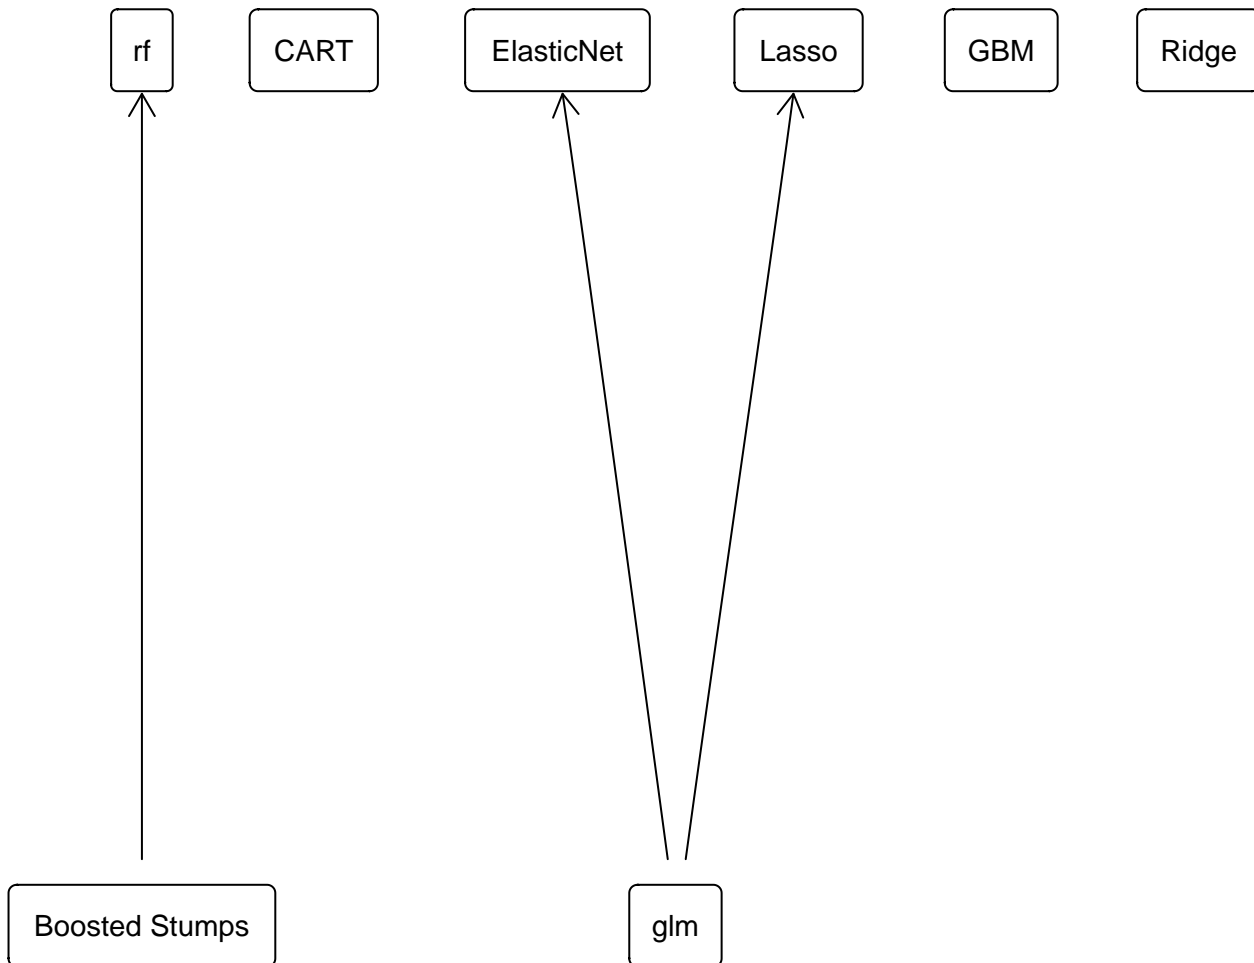 rf
CART
ElasticNet
Lasso
GBM
Ridge
Boosted Stumps
glm